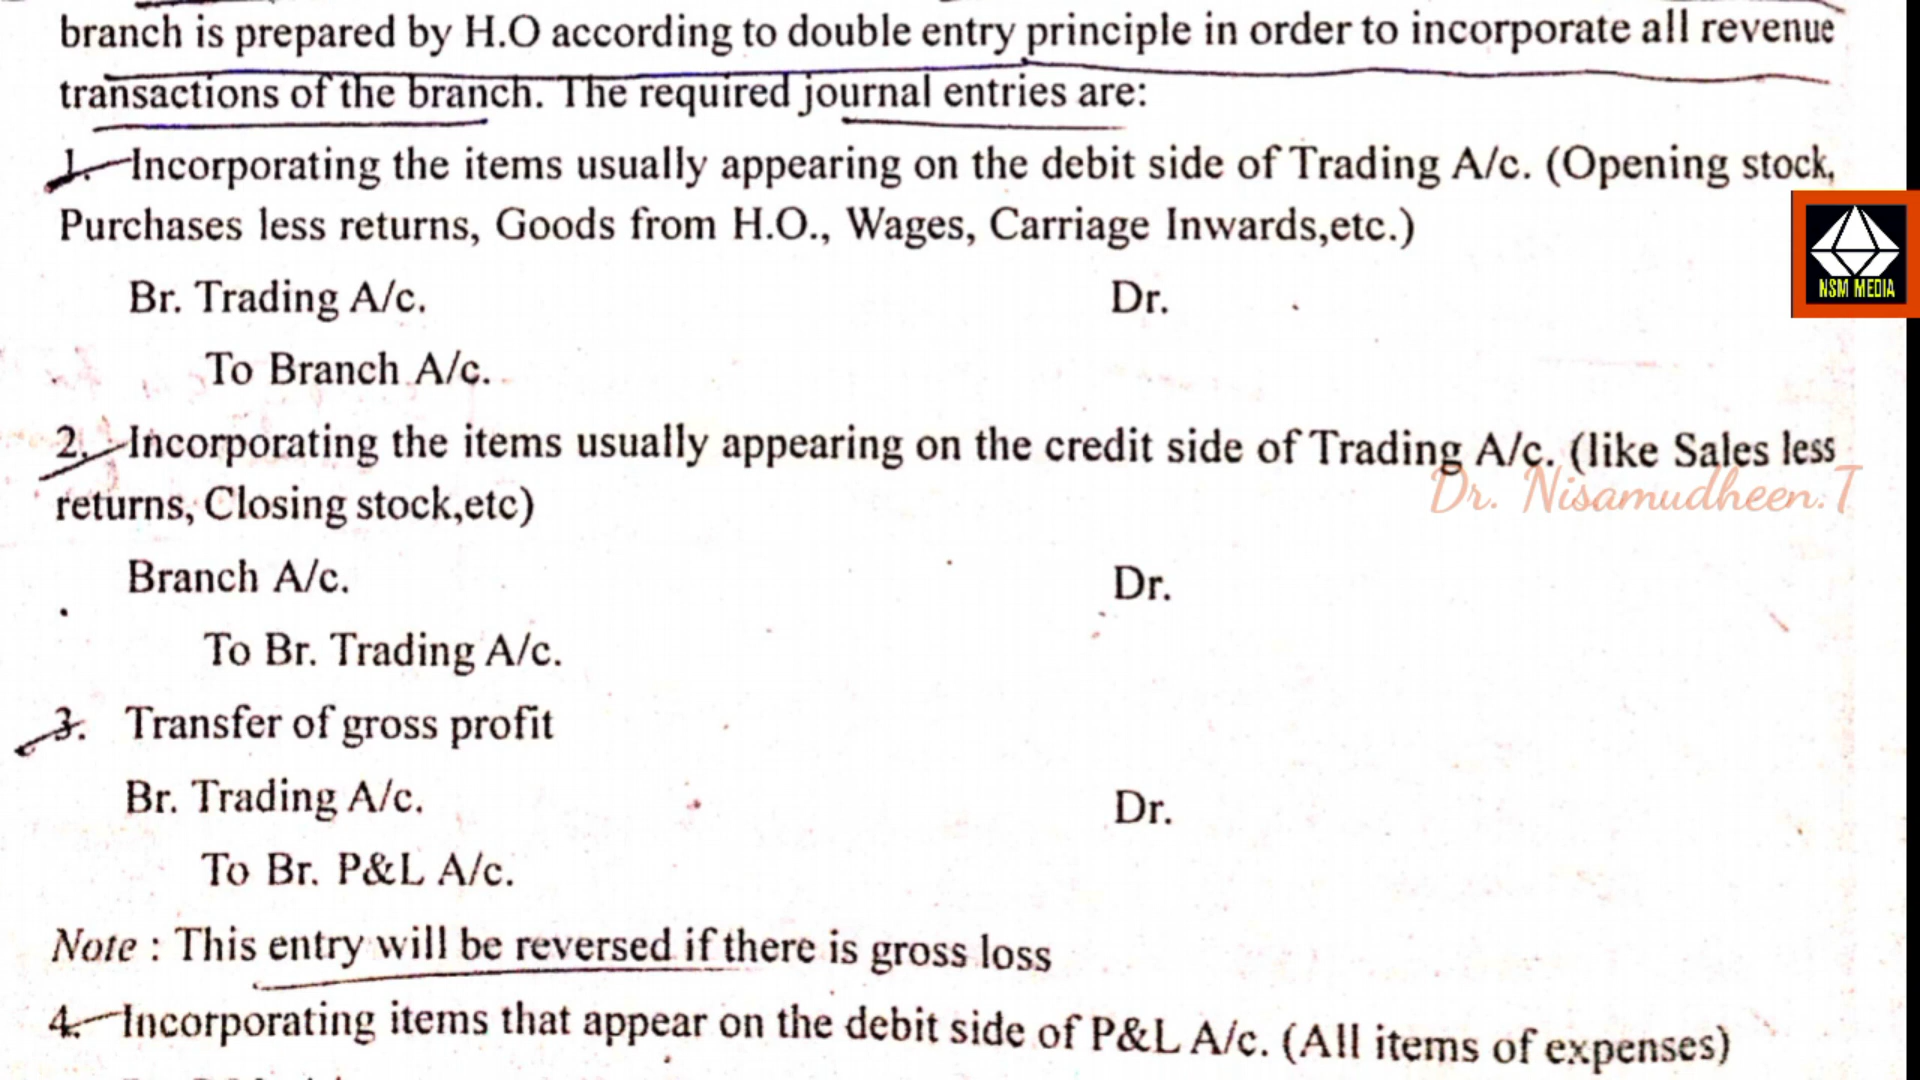 branch is prepared by H.O according to double entry principle in order to incorporate all revenue
transactions of the branch. The required journal entries are:
1. Incorporating the items usually appearing on the debit side of Trading A/c. (Opening stock,
Purchases less returns, Goods from H.O., Wages, Carriage Inwards,etc.)
Br. Trading A/c. Dr.
To Branch A/c.
2. Incorporating the items usually appearing on the credit side of Trading A/c. (like Sales less
returns, Closing stock,etc)
Branch A/c. Dr.
To Br. Trading A/c.
3. Transfer of gross profit
Br. Trading A/c. Dr.
To Br. P&L A/c.
Note : This entry will be reversed if there is gross loss
4. Incorporating items that appear on the debit side of P&L A/c. (All items of expenses)
NSM MEDIA
Dr. Nisamudheen.T